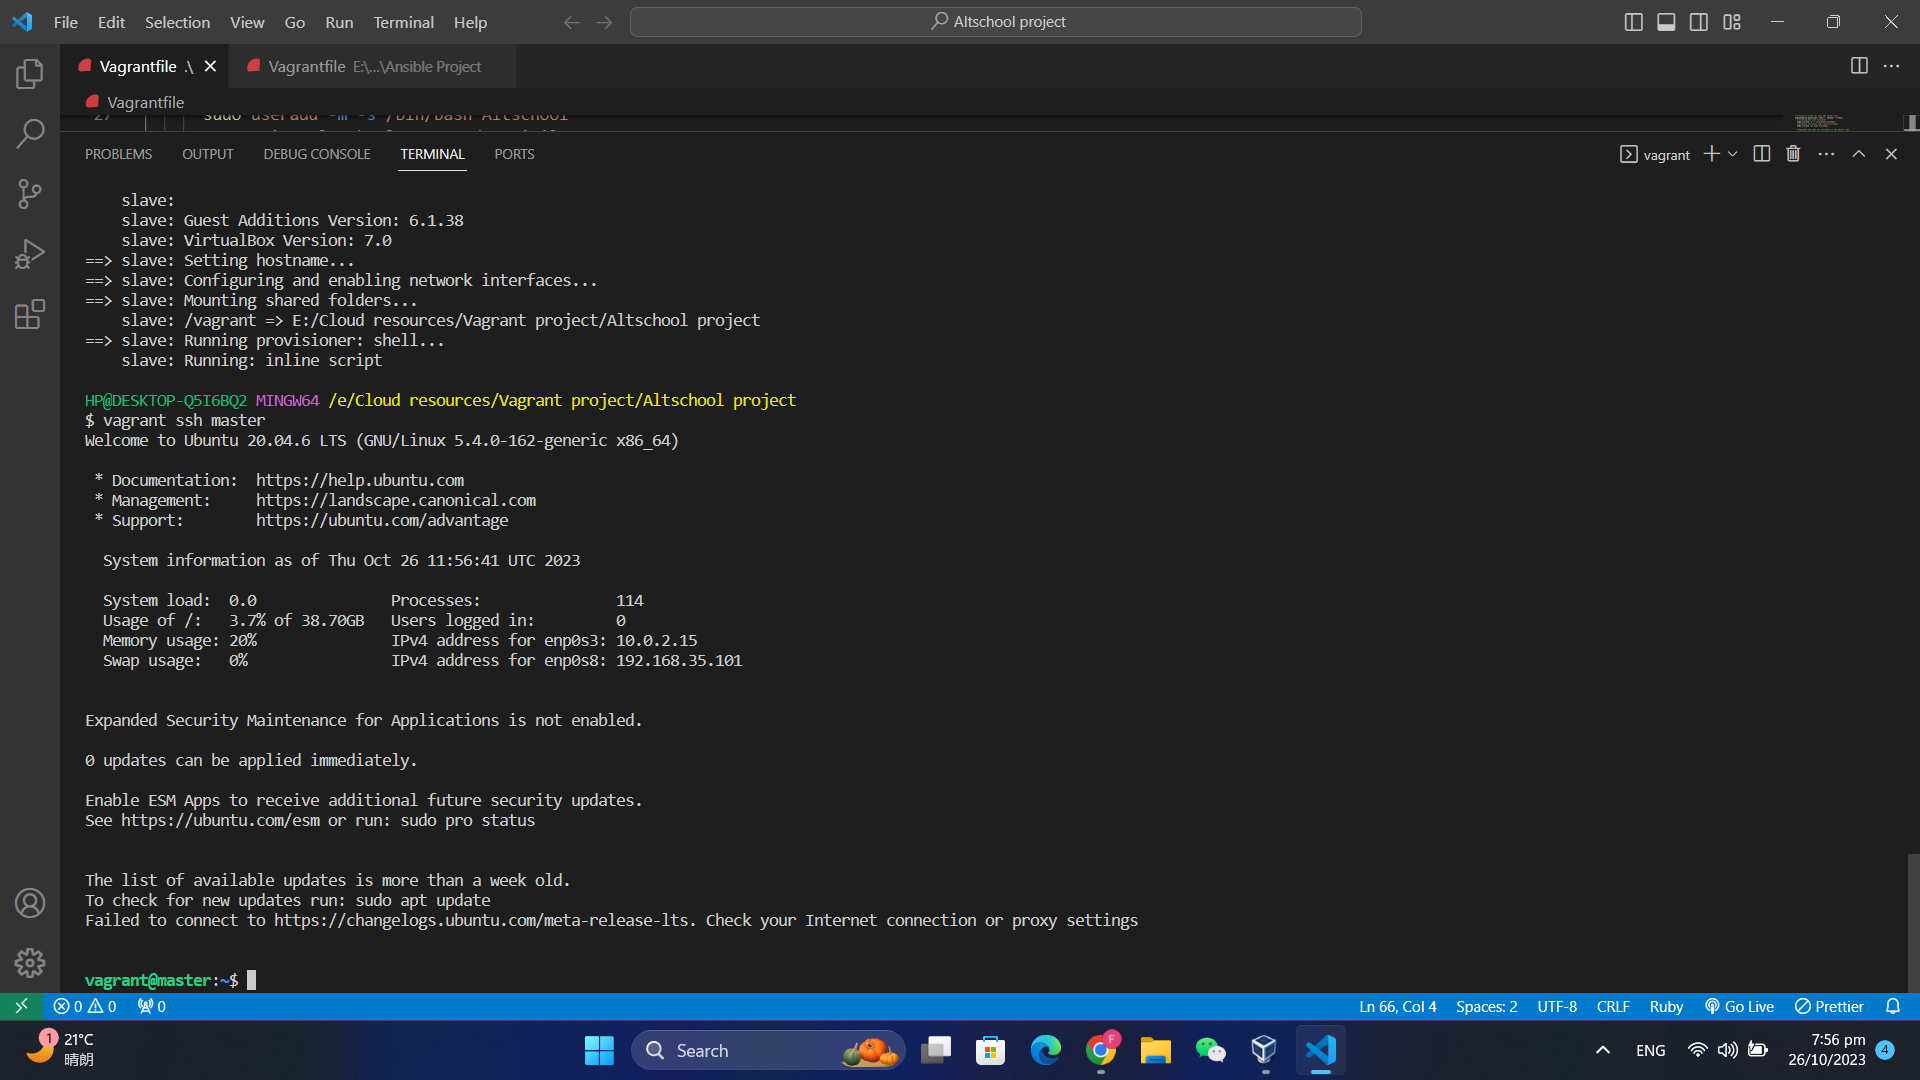 File Edit Selection View Go Run Terminal Help
Altschool project
Vagrantfile .\
Vagrantfile E:\...\Ansible Project
Vagrantfile
27 sudo useradd -m -s /bin/bash Altschool
PROBLEMS OUTPUT DEBUG CONSOLE TERMINAL PORTS
vagrant
slave:
slave: Guest Additions Version: 6.1.38
slave: VirtualBox Version: 7.0
==> slave: Setting hostname...
==> slave: Configuring and enabling network interfaces...
==> slave: Mounting shared folders...
slave: /vagrant => E:/Cloud resources/Vagrant project/Altschool project
==> slave: Running provisioner: shell...
slave: Running: inline script
HP@DESKTOP-Q5I6BQ2 MINGW64 /e/Cloud resources/Vagrant project/Altschool project
$ vagrant ssh master
Welcome to Ubuntu 20.04.6 LTS (GNU/Linux 5.4.0-162-generic x86_64)
* Documentation: https://help.ubuntu.com
* Management: https://landscape.canonical.com
* Support: https://ubuntu.com/advantage
System information as of Thu Oct 26 11:56:41 UTC 2023
System load: 0.0 Processes: 114
Usage of /: 3.7% of 38.70GB Users logged in: 0
Memory usage: 20% IPv4 address for enp0s3: 10.0.2.15
Swap usage: 0% IPv4 address for enp0s8: 192.168.35.101
Expanded Security Maintenance for Applications is not enabled.
0 updates can be applied immediately.
Enable ESM Apps to receive additional future security updates.
See https://ubuntu.com/esm or run: sudo pro status
The list of available updates is more than a week old.
To check for new updates run: sudo apt update
Failed to connect to https://changelogs.ubuntu.com/meta-release-lts. Check your Internet connection or proxy settings
vagrant@master:~$
0 0 0
Ln 66, Col 4 Spaces: 2 UTF-8 CRLF Ruby Go Live Prettier
1 21°C
晴朗
Search
F
ENG
7:56 pm
26/10/2023
4